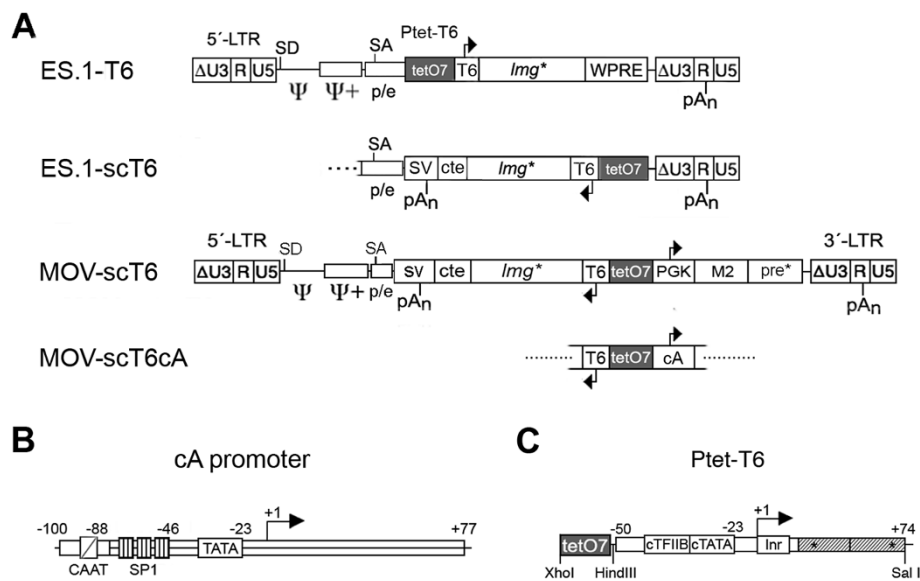 A
5´-LTR SD SA Ptet-T6
ES.1-T6 ΔU3 R U5 tetO7 T6 lmg* WPRE ΔU3 R U5
Ψ Ψ+ p/e pAn
SA
ES.1-scT6 SV cte lmg* T6 tetO7 ΔU3 R U5
p/e pAn pAn
5´-LTR SD SA 3´-LTR
MOV-scT6 ΔU3 R U5 sv cte lmg* T6 tetO7 PGK M2 pre* ΔU3 R U5
Ψ Ψ+ p/e pAn pAn
MOV-scT6cA T6 tetO7 cA
B C
cA promoter Ptet-T6
-100 -88 -46 -23 +1 +77
TATA
CAAT SP1
-50 -23 +1 +74
tetO7 cTFIIB cTATA Inr * *
XhoI HindIII Sal I